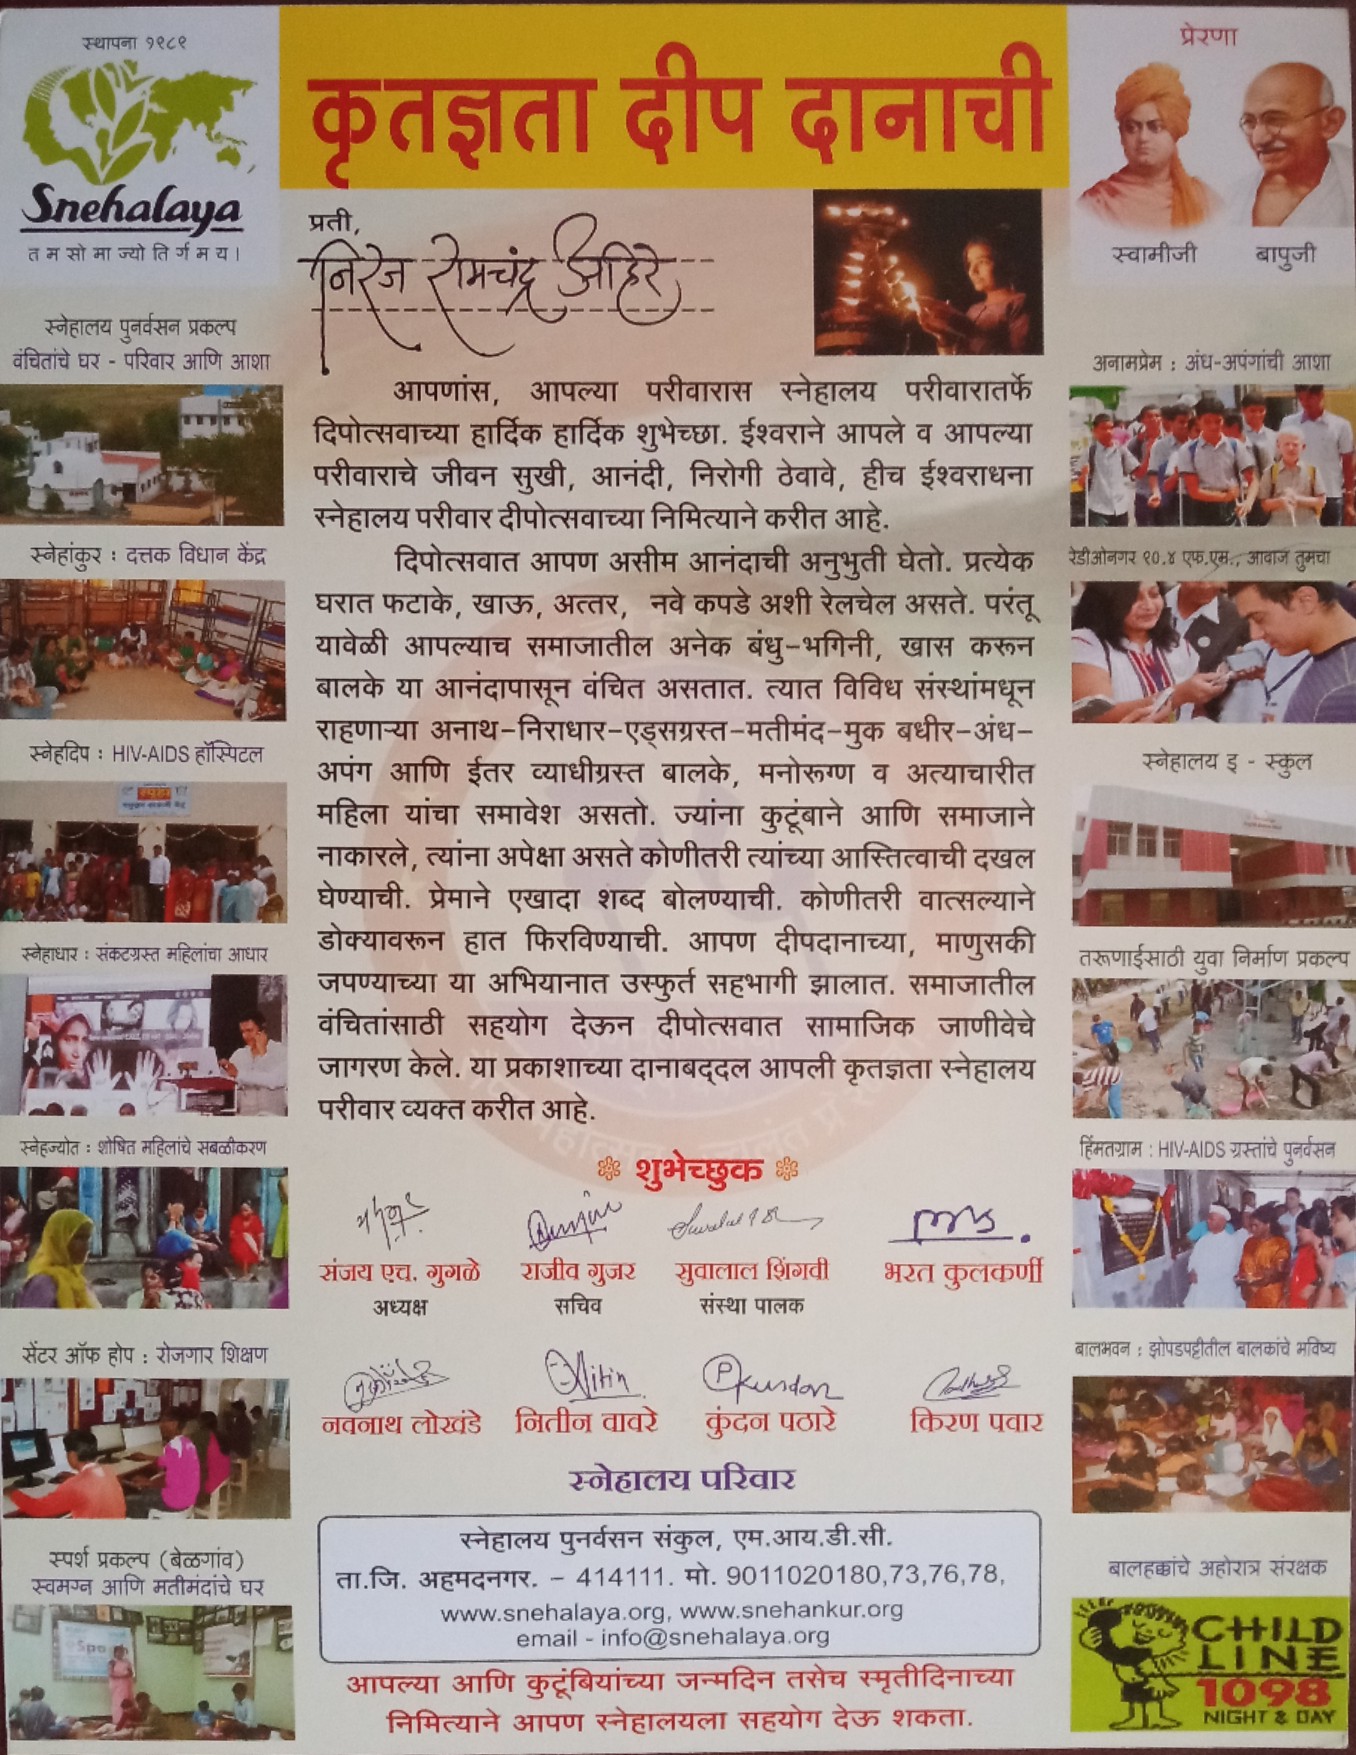 स्थापना १९८९
Snehalaya
त म सो मा ज्यो ति र्ग म य ।
कृतज्ञता दीप दानाची
प्रेरणा
स्वामीजी बापुजी
प्रती,
निरज रामचंद्र अहिरे
स्नेहालय पुनर्वसन प्रकल्प
वंचितांचे घर - परिवार आणि आशा
स्नेहांकुर : दत्तक विधान केंद्र
स्नेहदिप : HIV-AIDS हॉस्पिटल
स्नेहाधार : संकटग्रस्त महिलांचा आधार
स्नेहज्योत : शोषित महिलांचे सबळीकरण
सेंटर ऑफ होप : रोजगार शिक्षण
स्पर्श प्रकल्प (बेळगांव)
स्वमग्न आणि मतीमंदांचे घर
आपणांस, आपल्या परीवारास स्नेहालय परीवारातर्फे
दिपोत्सवाच्या हार्दिक हार्दिक शुभेच्छा. ईश्वराने आपले व आपल्या
परीवाराचे जीवन सुखी, आनंदी, निरोगी ठेवावे, हीच ईश्वराधना
स्नेहालय परीवार दीपोत्सवाच्या निमित्याने करीत आहे.
दिपोत्सवात आपण असीम आनंदाची अनुभुती घेतो. प्रत्येक
घरात फटाके, खाऊ, अत्तर, नवे कपडे अशी रेलचेल असते. परंतू
यावेळी आपल्याच समाजातील अनेक बंधु-भगिनी, खास करून
बालके या आनंदापासून वंचित असतात. त्यात विविध संस्थांमधून
राहणाऱ्या अनाथ-निराधार-एड्सग्रस्त-मतीमंद-मुक बधीर-अंध-
अपंग आणि ईतर व्याधीग्रस्त बालके, मनोरूग्ण व अत्याचारीत
महिला यांचा समावेश असतो. ज्यांना कुटूंबाने आणि समाजाने
नाकारले, त्यांना अपेक्षा असते कोणीतरी त्यांच्या आस्तित्वाची दखल
घेण्याची. प्रेमाने एखादा शब्द बोलण्याची. कोणीतरी वात्सल्याने
डोक्यावरून हात फिरविण्याची. आपण दीपदानाच्या, माणुसकी
जपण्याच्या या अभियानात उस्फुर्त सहभागी झालात. समाजातील
वंचितांसाठी सहयोग देऊन दीपोत्सवात सामाजिक जाणीवेचे
जागरण केले. या प्रकाशाच्या दानाबद्दल आपली कृतज्ञता स्नेहालय
परीवार व्यक्त करीत आहे.
शुभेच्छुक
संजय एच. गुगळे राजीव गुजर सुवालाल शिंगवी भरत कुलकर्णी
अध्यक्ष सचिव संस्था पालक
Nitin Pkundan
नवनाथ लोखंडे नितीन वावरे कुंदन पठारे किरण पवार
स्नेहालय परिवार
स्नेहालय पुनर्वसन संकुल, एम.आय.डी.सी.
ता.जि. अहमदनगर. - 414111. मो. 9011020180,73,76,78,
www.snehalaya.org, www.snehankur.org
email - info@snehalaya.org
आपल्या आणि कुटूंबियांच्या जन्मदिन तसेच स्मृतीदिनाच्या
निमित्याने आपण स्नेहालयला सहयोग देऊ शकता.
अनामप्रेम : अंध-अपंगांची आशा
रेडीओनगर ९०.४ एफ.एम., आवाज तुमचा
स्नेहालय इ - स्कुल
तरूणाईसाठी युवा निर्माण प्रकल्प
हिंमतग्राम : HIV-AIDS ग्रस्तांचे पुनर्वसन
बालभवन : झोपडपट्टीतील बालकांचे भविष्य
बालहक्कांचे अहोरात्र संरक्षक
CHILD
LINE
1098
NIGHT & DAY